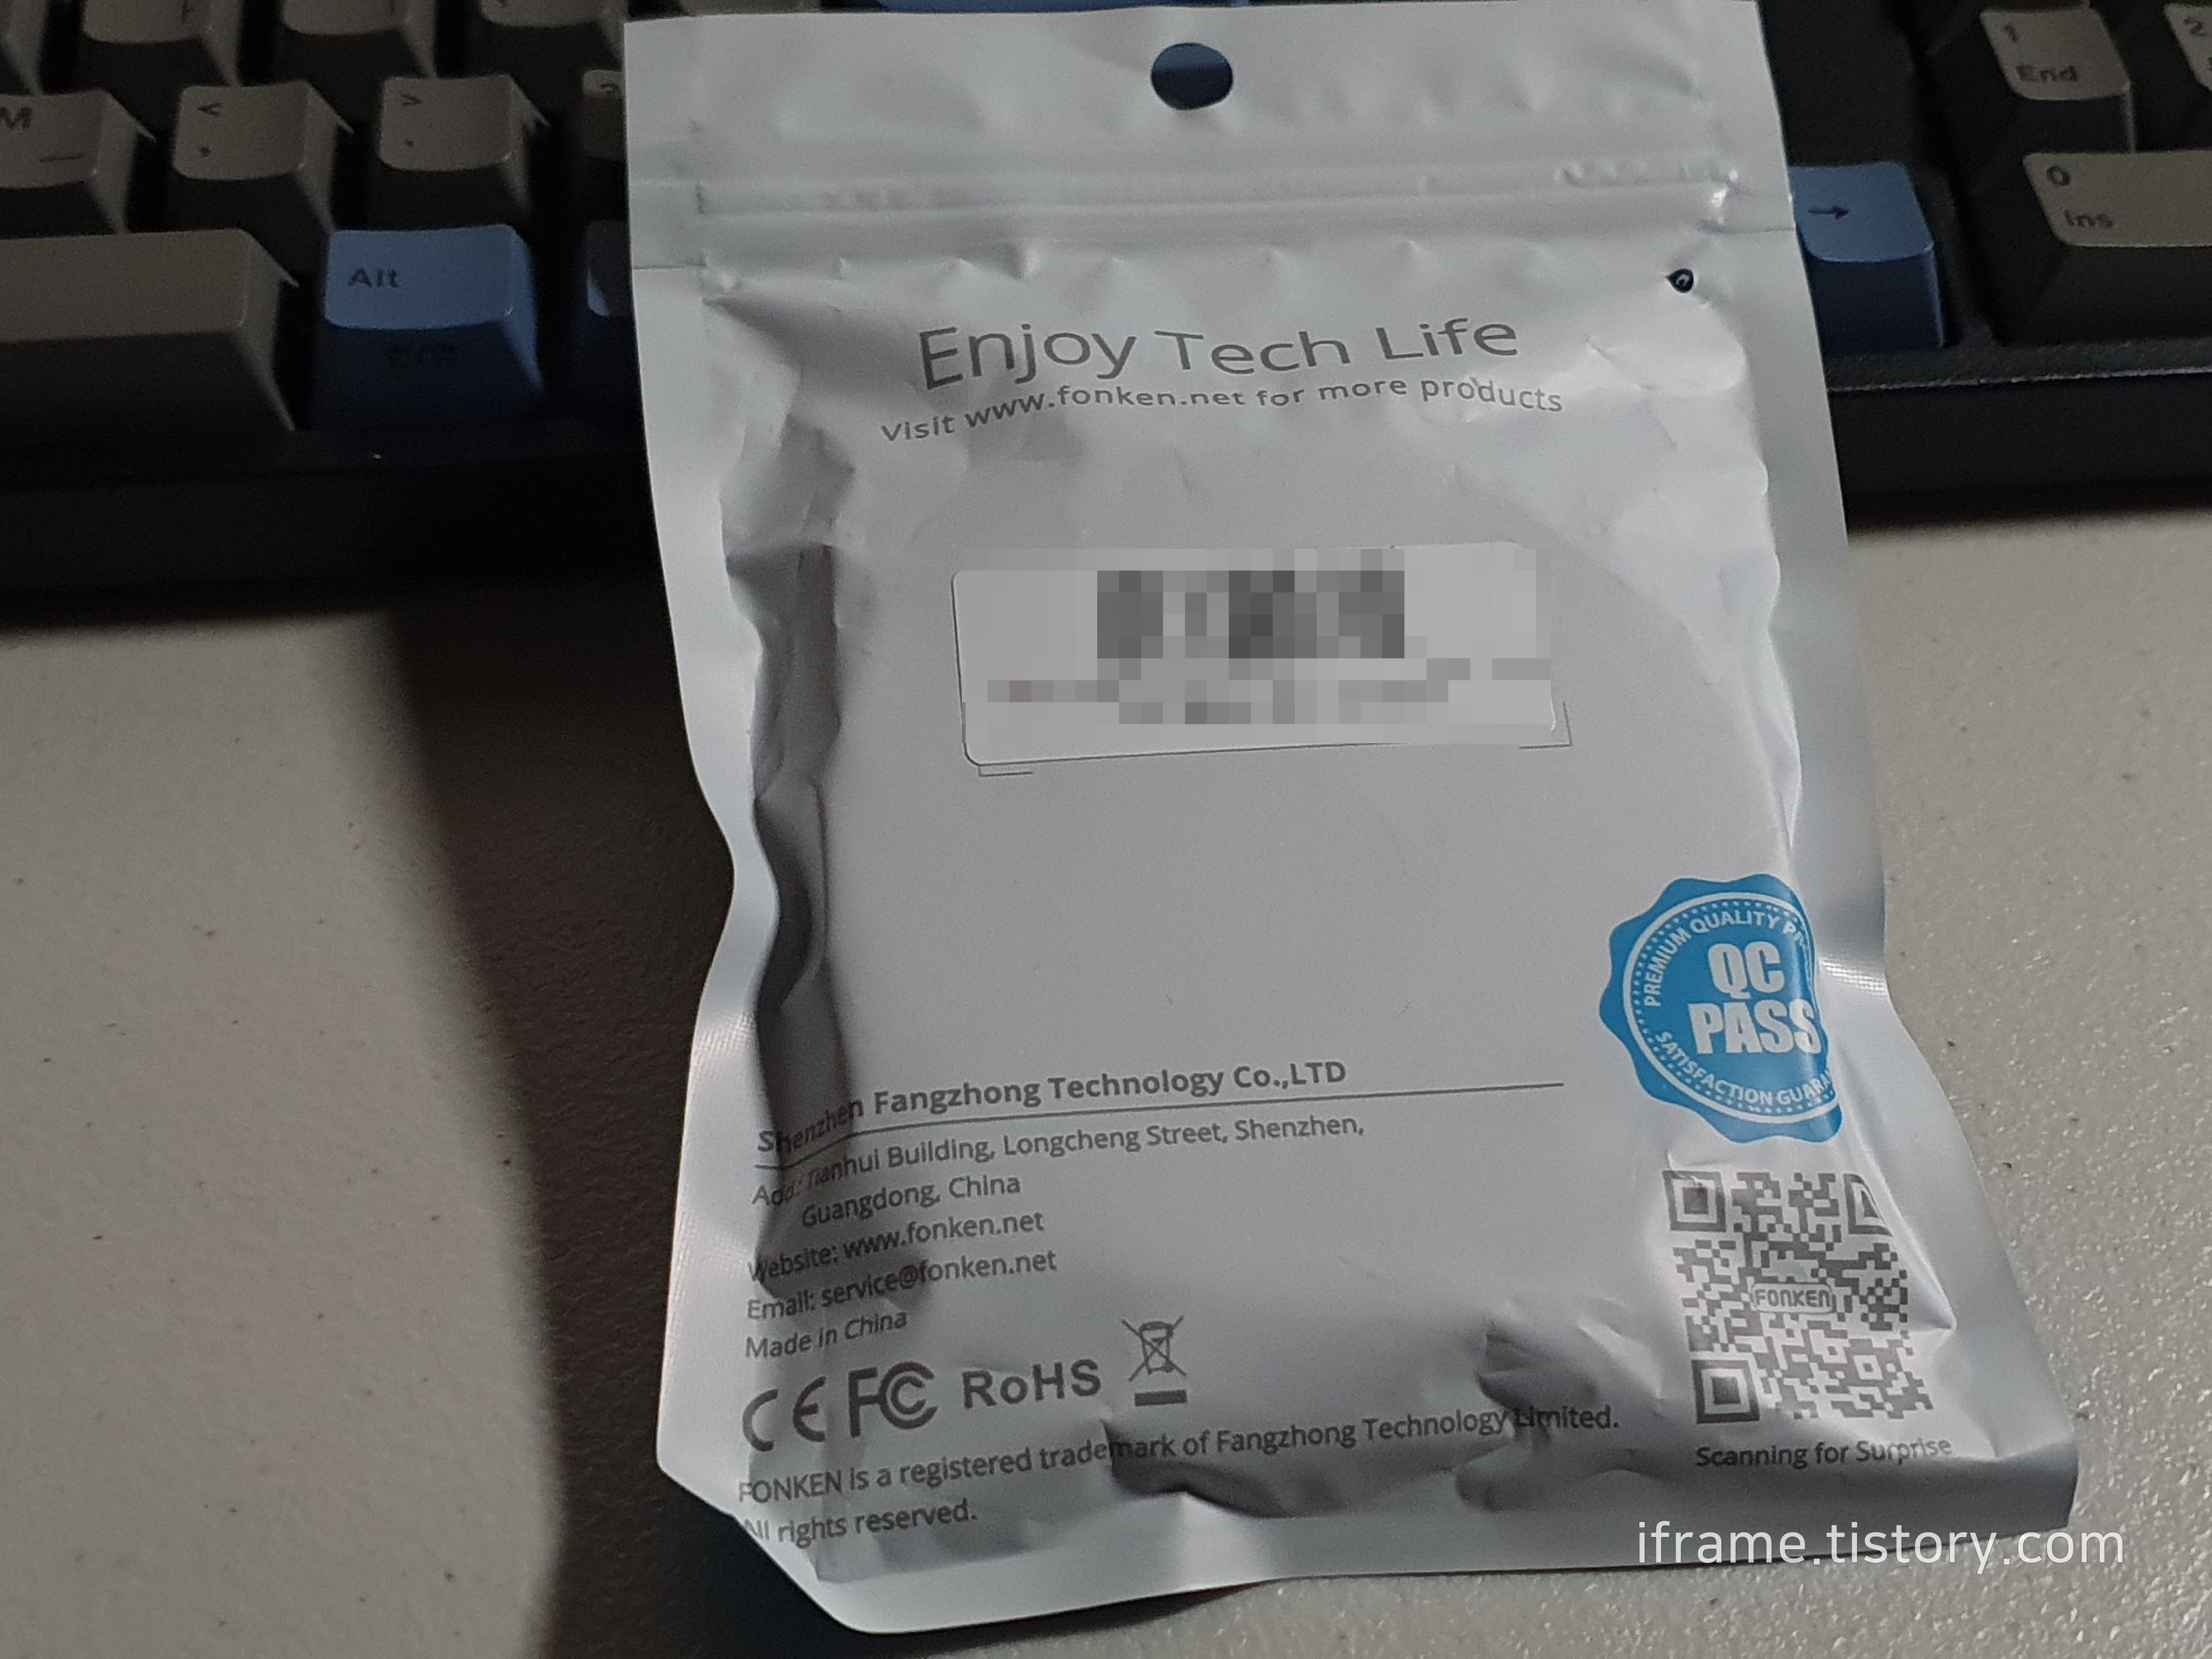 M
<
,
>
.
?
1
End
2
Alt
→
0
Ins
Enjoy Tech Life
Visit www.fonken.net for more products
PREMIUM QUALITY
QC
PASS
SATISFACTION
Shenzhen Fangzhong Technology Co.,LTD
Add: Tianhui Building, Longcheng Street, Shenzhen,
Guangdong, China
Website: www.fonken.net
Email: service@fonken.net
Made in China
CE FC RoHS
FONKEN is a registered trademark of Fangzhong Technology Limited.
All rights reserved.
FONKEN
Scanning for Surprise
iframe.tistory.com